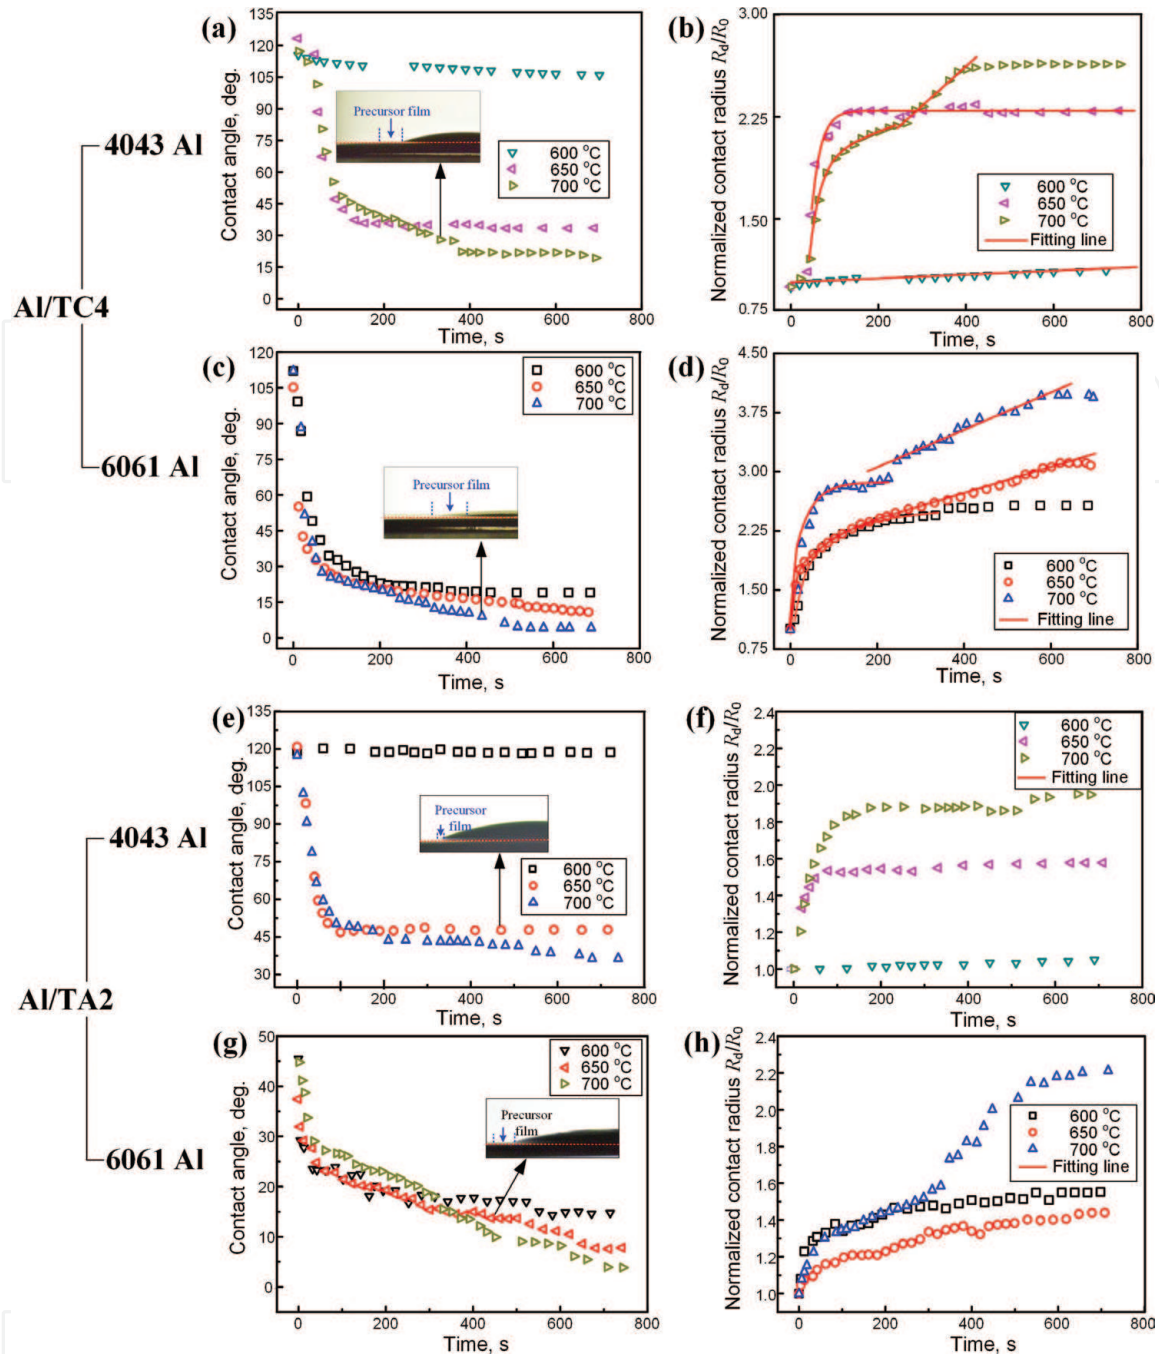 Al/TC4
4043 Al
6061 Al
(a)
Contact angle, deg.
135
120
105
90
75
60
45
30
15
0
Precursor film
600 °C
650 °C
700 °C
0 200 400 600 800
Time, s
(b)
Normalized contact radius Rd/R0
3.00
2.25
1.50
0.75
600 °C
650 °C
700 °C
Fitting line
0 200 400 600 800
Time, s
(c)
Contact angle, deg.
120
105
90
75
60
45
30
15
0
600 °C
650 °C
700 °C
Precursor film
0 200 400 600 800
Time, s
(d)
Normalized contact radius Rd/R0
4.50
3.75
3.00
2.25
1.50
0.75
600 °C
650 °C
700 °C
Fitting line
0 200 400 600 800
Time, s
Al/TA2
4043 Al
6061 Al
(e)
Contact angle, deg.
135
120
105
90
75
60
45
30
Precursor
film
600 °C
650 °C
700 °C
0 200 400 600 800
Time, s
(f)
Normalized contact radius Rd/R0
2.4
2.2
2.0
1.8
1.6
1.4
1.2
1.0
600 °C
650 °C
700 °C
Fitting line
0 200 400 600 800
Time, s
(g)
Contact angle, deg.
50
40
30
20
10
0
600 °C
650 °C
700 °C
Precursor
film
0 200 400 600 800
Time, s
(h)
Normalized contact radius Rd/R0
2.4
2.2
2.0
1.8
1.6
1.4
1.2
1.0
600 °C
650 °C
700 °C
Fitting line
0 200 400 600 800
Time, s